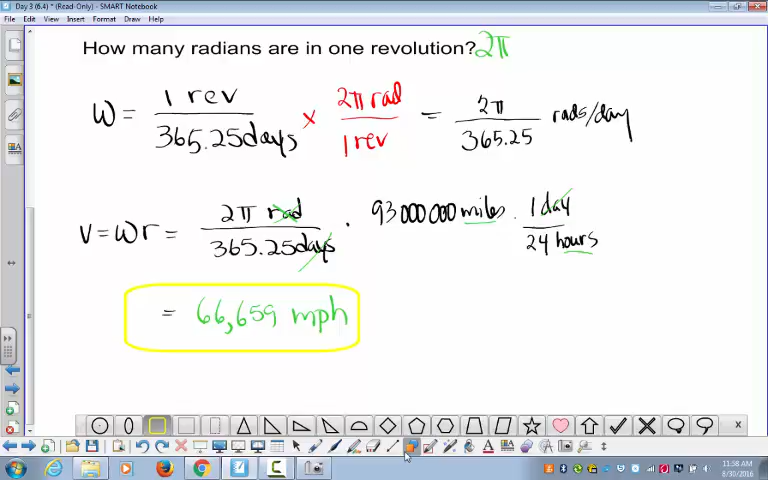 Day 3 (6.4) * (Read-Only) - SMART Notebook
File Edit View Insert Format Draw Help
How many radians are in one revolution? 2π
ω = 1 rev / 365.25 days × 2π rad / 1 rev = 2π / 365.25 rads/day
v = ωr = 2π rad / 365.25 days · 93000000 miles · 1 day / 24 hours
= 66,659 mph
11:58 AM
8/30/2016